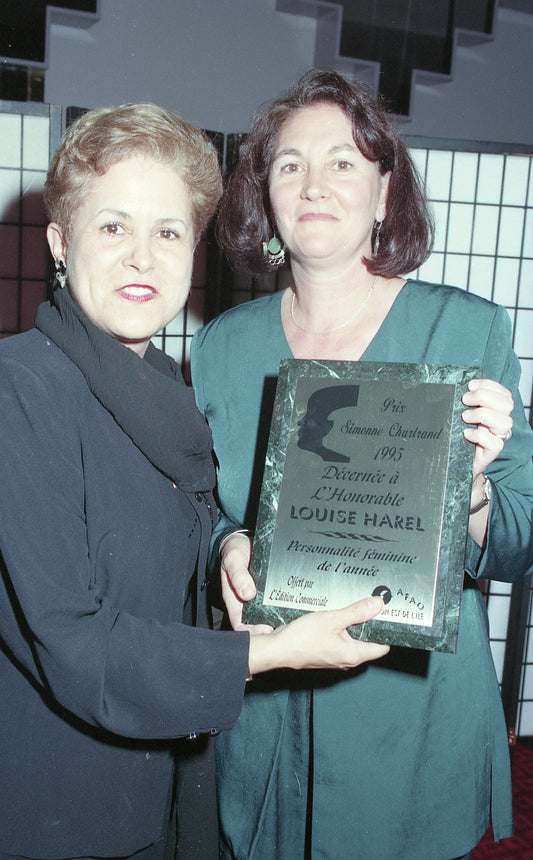 Prix
Simonne Chartrand
1995
Décernée à
L'Honorable
LOUISE HAREL
Personnalité féminine
de l'année
Offert par
L'Édition Commerciale
AFAO
EST DE L'ILE